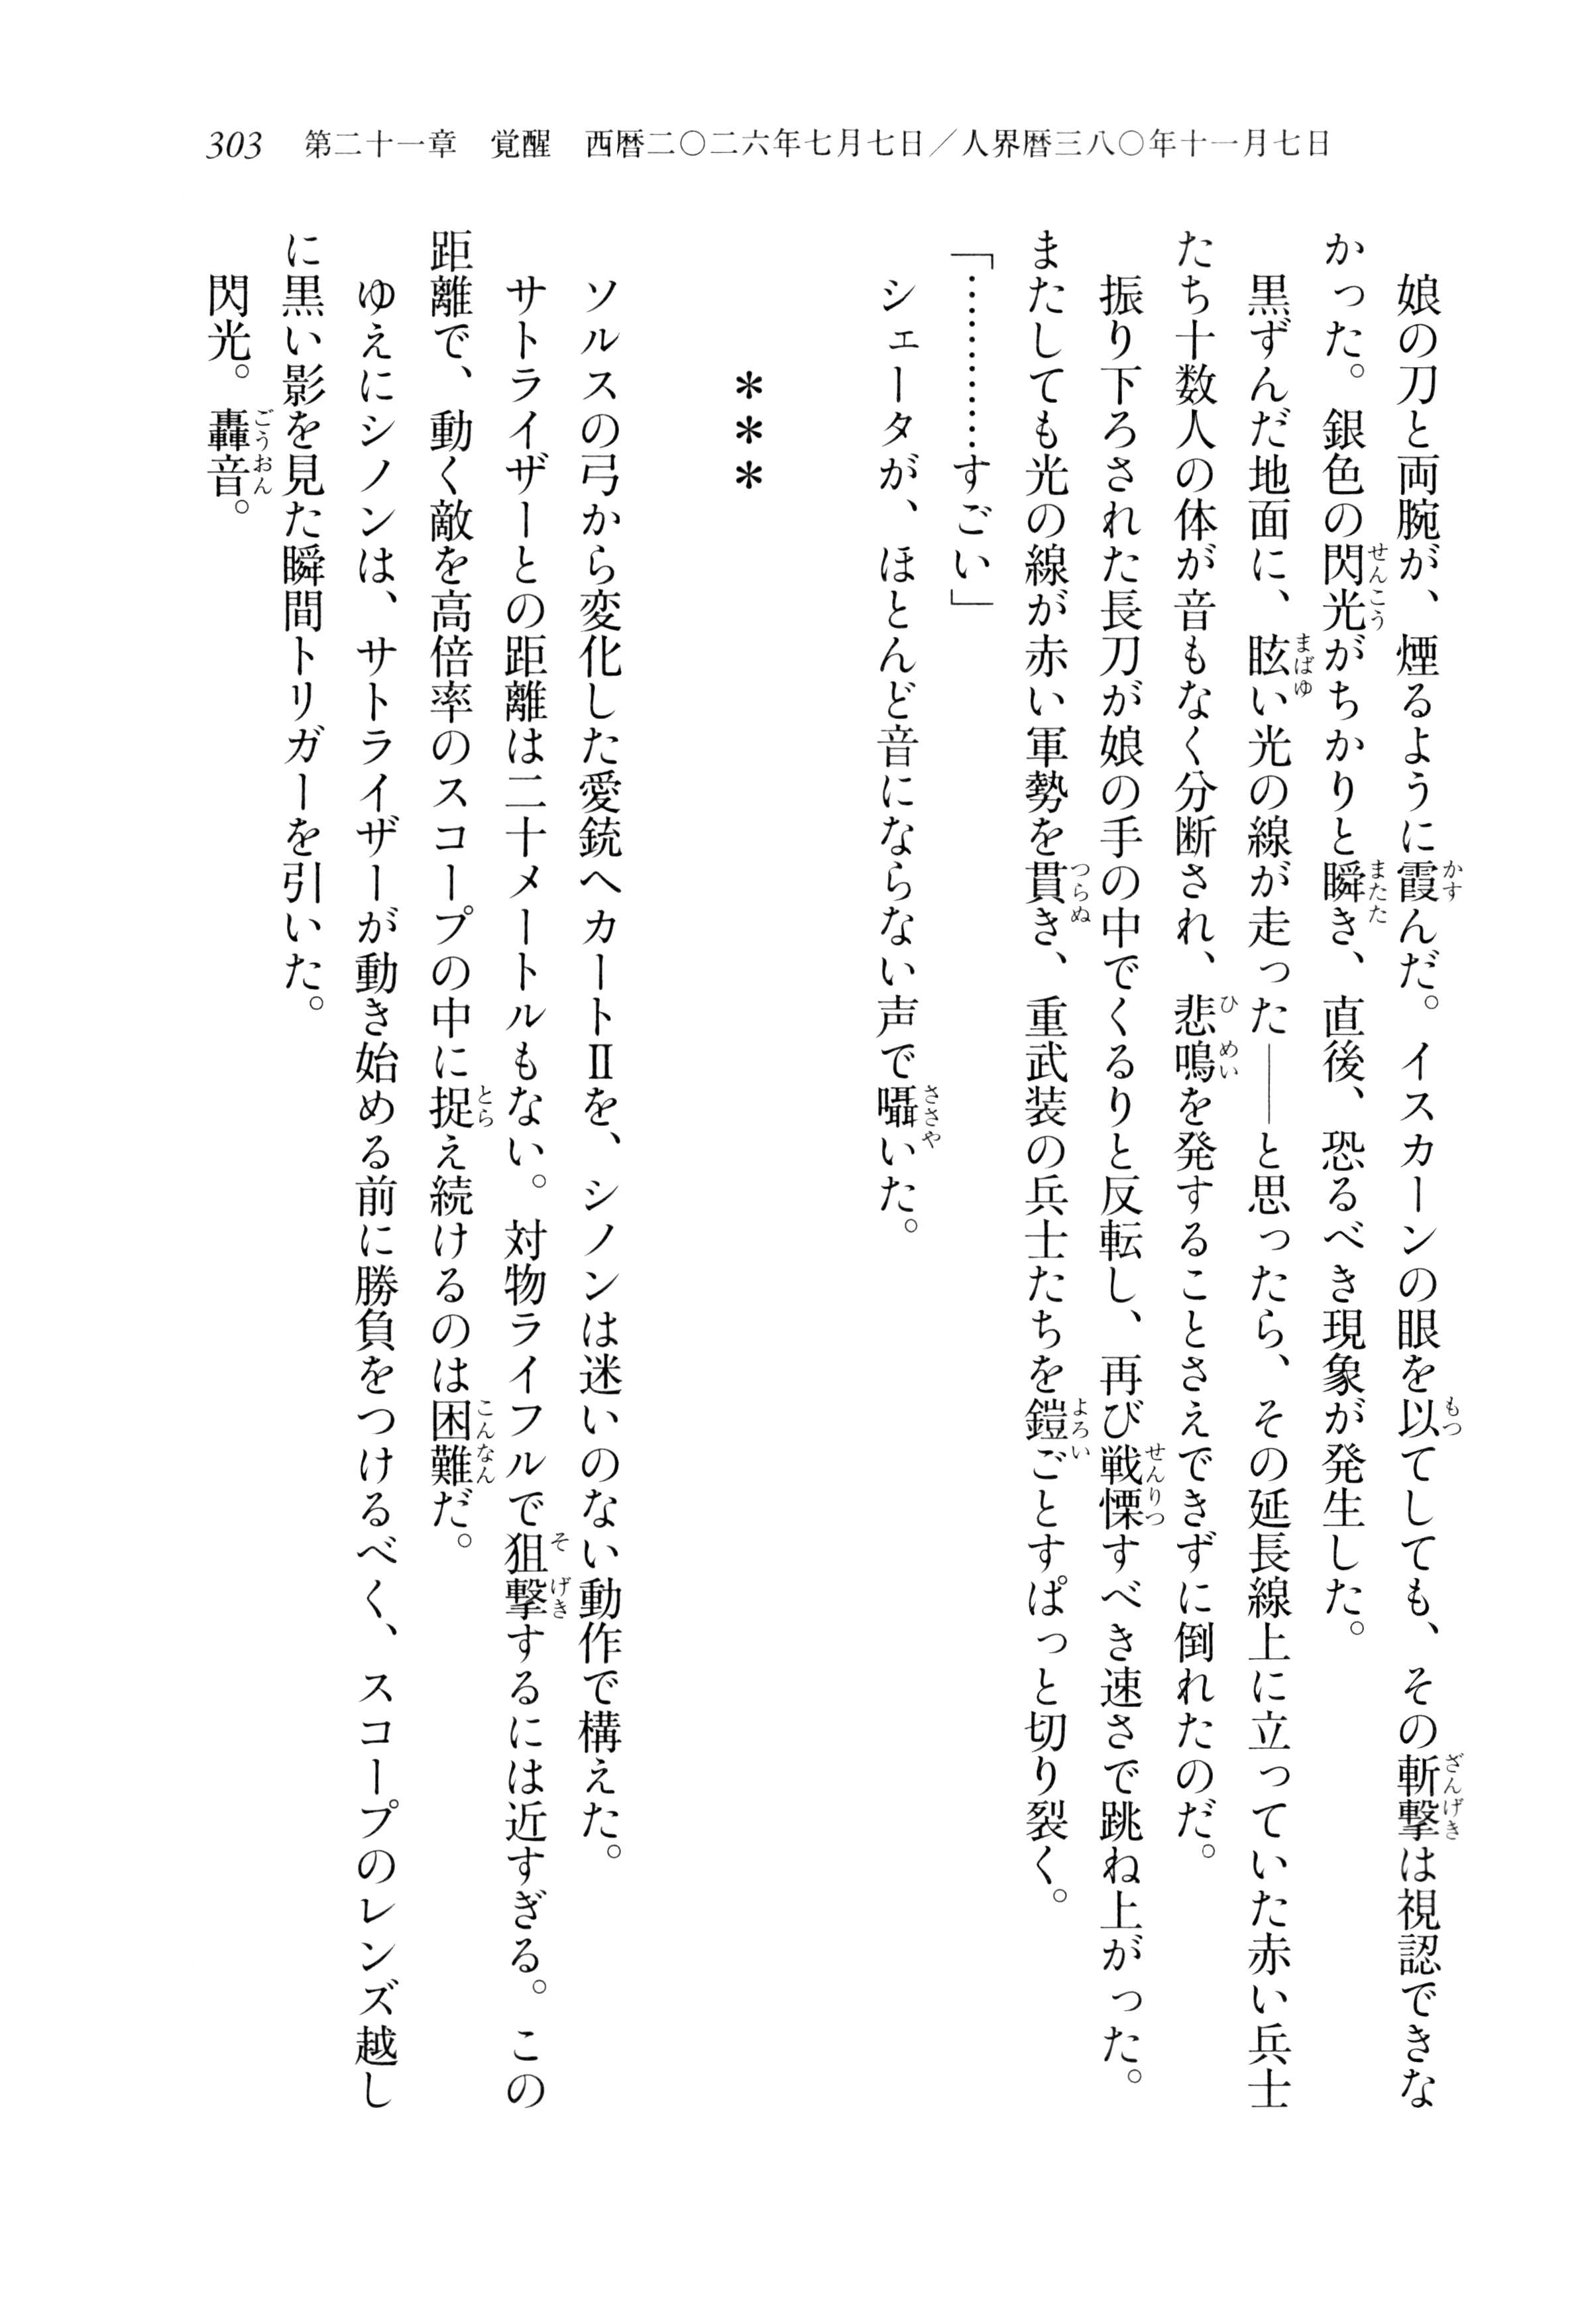 303 第二十一章 覚醒 西暦二〇二六年七月七日／人界暦三八〇年十一月七日
娘の刀と両腕が、煙るように霞んだ。イスカーンの眼を以てしても、その斬撃は視認できな
かった。銀色の閃光がちかりと瞬き、直後、恐るべき現象が発生した。
黒ずんだ地面に、眩い光の線が走った――と思ったら、その延長線上に立っていた赤い兵士
たち十数人の体が音もなく分断され、悲鳴を発することさえできずに倒れたのだ。
振り下ろされた長刀が娘の手の中でくるりと反転し、再び戦慄すべき速さで跳ね上がった。
またしても光の線が赤い軍勢を貫き、重武装の兵士たちを鎧ごとすぱっと切り裂く。
「…………すごい」
シェータが、ほとんど音にならない声で囁いた。
＊＊＊
ソルスの弓から変化した愛銃ヘカートⅡを、シノンは迷いのない動作で構えた。
サトライザーとの距離は二十メートルもない。対物ライフルで狙撃するには近すぎる。この
距離で、動く敵を高倍率のスコープの中に捉え続けるのは困難だ。
ゆえにシノンは、サトライザーが動き始める前に勝負をつけるべく、スコープのレンズ越し
に黒い影を見た瞬間トリガーを引いた。
閃光。轟音。